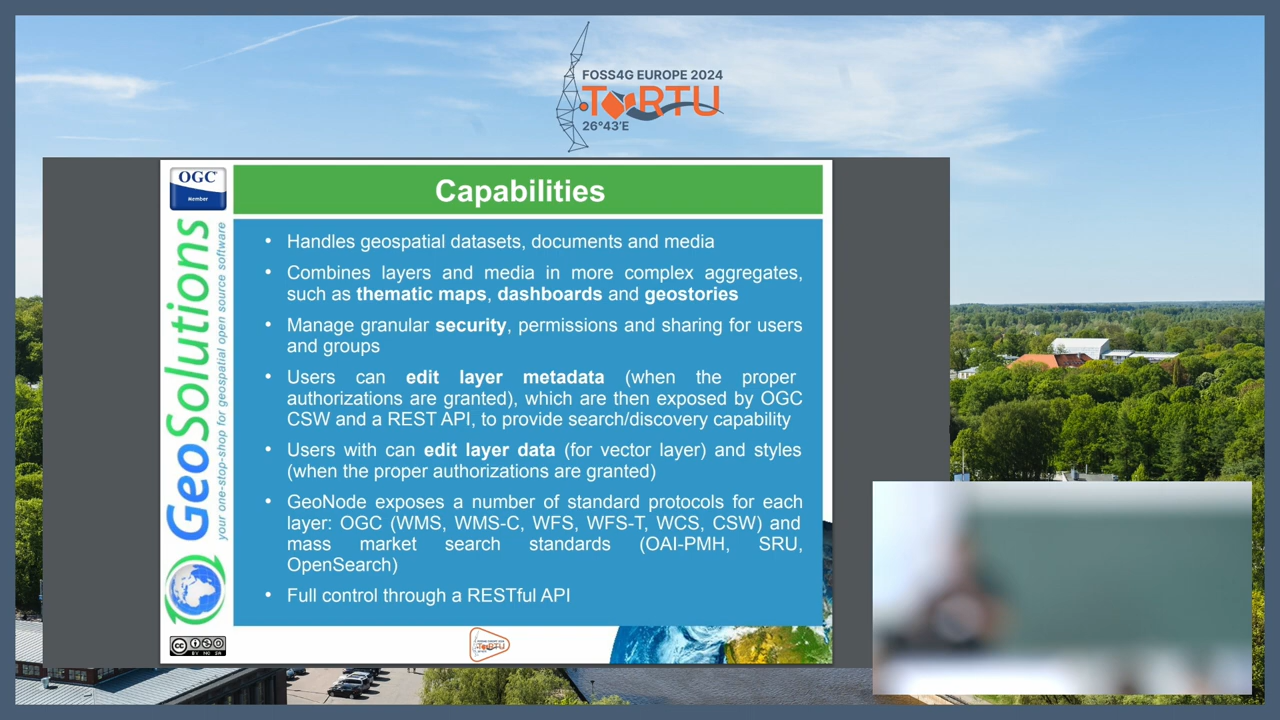 FOSS4G EUROPE 2024
TARTU
26°43'E
OGC
Member
GeoSolutions
your one-stop-shop for geospatial open source software
Capabilities
• Handles geospatial datasets, documents and media
• Combines layers and media in more complex aggregates,
such as thematic maps, dashboards and geostories
• Manage granular security, permissions and sharing for users
and groups
• Users can edit layer metadata (when the proper
authorizations are granted), which are then exposed by OGC
CSW and a REST API, to provide search/discovery capability
• Users with can edit layer data (for vector layer) and styles
(when the proper authorizations are granted)
• GeoNode exposes a number of standard protocols for each
layer: OGC (WMS, WMS-C, WFS, WFS-T, WCS, CSW) and
mass market search standards (OAI-PMH, SRU,
OpenSearch)
• Full control through a RESTful API
CC
BY NC SA
TARTU